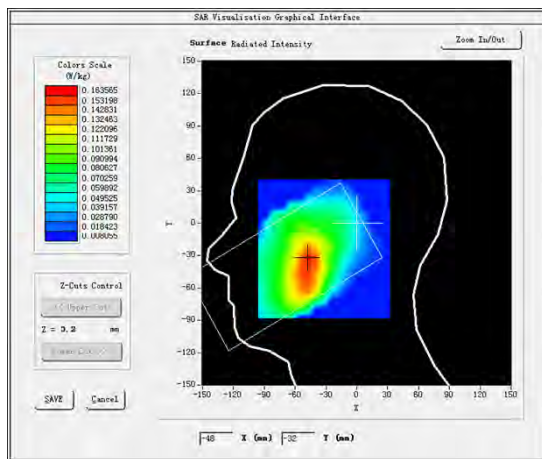 SAR Visualisation Graphical Interface
Surface Radiated Intensity
Zoom In/Out
Colors Scale
(W/kg)
0.163565
0.153198
0.142831
0.132463
0.122096
0.111729
0.101361
0.090994
0.080627
0.070259
0.059892
0.049525
0.039157
0.028790
0.018423
0.008055
150
120
90
60
30
0
-30
-60
-90
-120
-150
Y
-150 -120 -90 -60 -30 0 30 60 90 120 150
X
Z-Cuts Control
Z = 3.2 mm
SAVE
Cancel
-48 X (mm) -32 Y (mm)